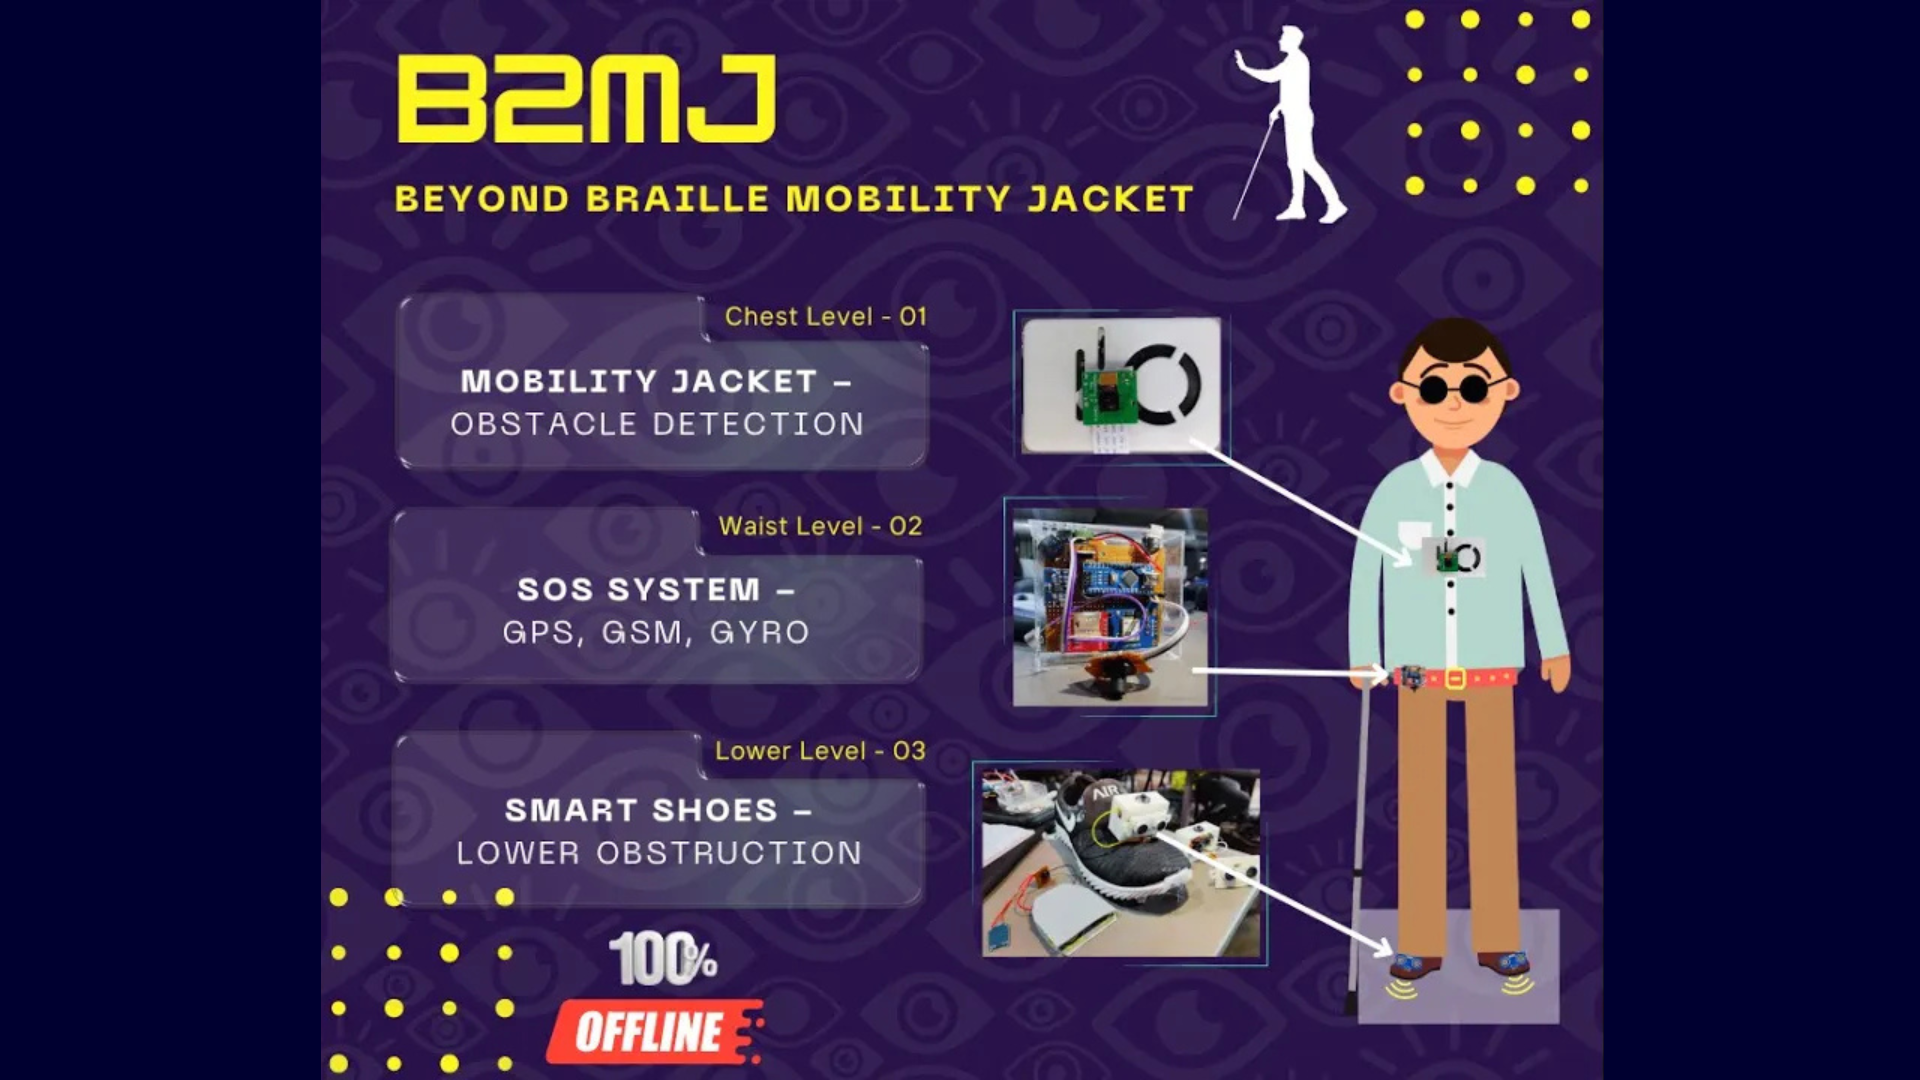 B2MJ
BEYOND BRAILLE MOBILITY JACKET
Chest Level - 01
MOBILITY JACKET –
OBSTACLE DETECTION
Waist Level - 02
SOS SYSTEM –
GPS, GSM, GYRO
Lower Level - 03
SMART SHOES –
LOWER OBSTRUCTION
AIR
100%
OFFLINE